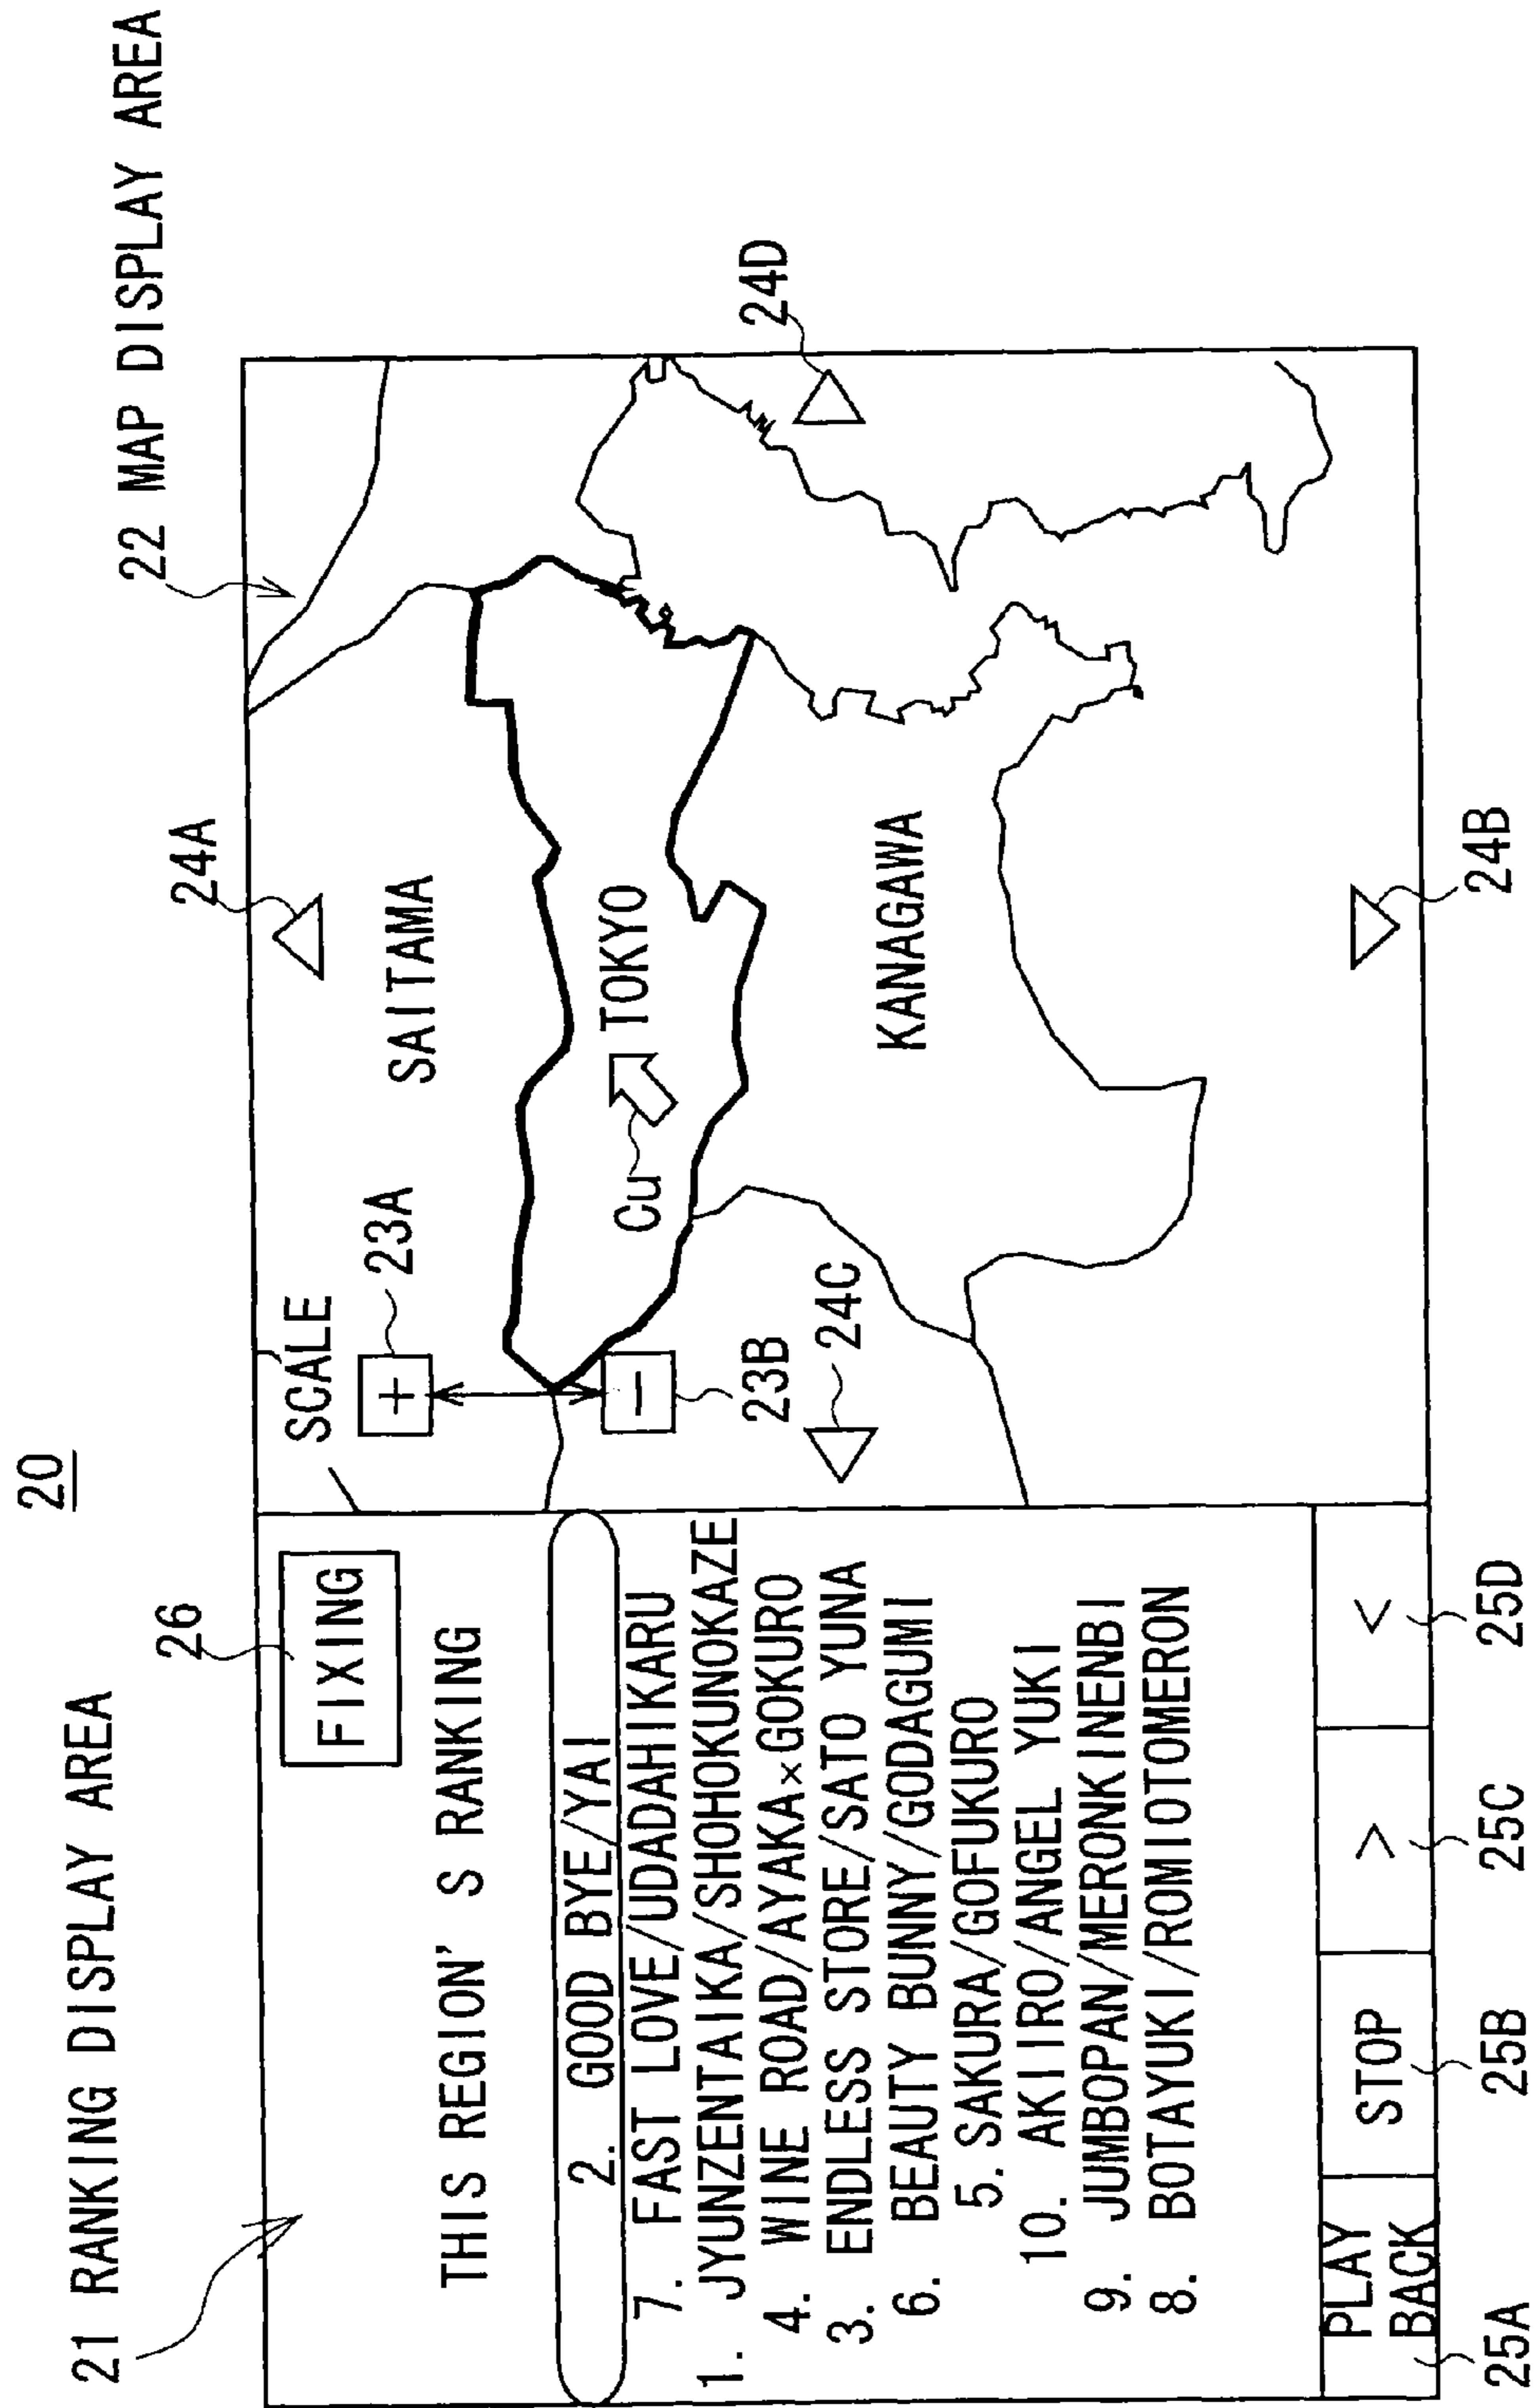 20
21 RANKING DISPLAY AREA
22 MAP DISPLAY AREA
26
FIXING
THIS REGION'S RANKING
2. GOOD BYE/YAI
7. FAST LOVE/UDADAHIKARU
1. JYUNZENTAIKA/SHOHOKUNOKAZE
4. WINE ROAD/AYAKA×GOKURO
3. ENDLESS STORE/SATO YUNA
6. BEAUTY BUNNY/GODAGUMI
5. SAKURA/GOFUKURO
10. AKIIRO/ANGEL YUKI
9. JUMBOPAN/MERONKINENBI
8. BOTAYUKI/ROMIOTOMERON
PLAY
BACK
STOP
>
<
25A
25B
25C
25D
SCALE
+
23A
−
23B
24A
SAITAMA
Cu
TOKYO
24C
24D
KANAGAWA
24B